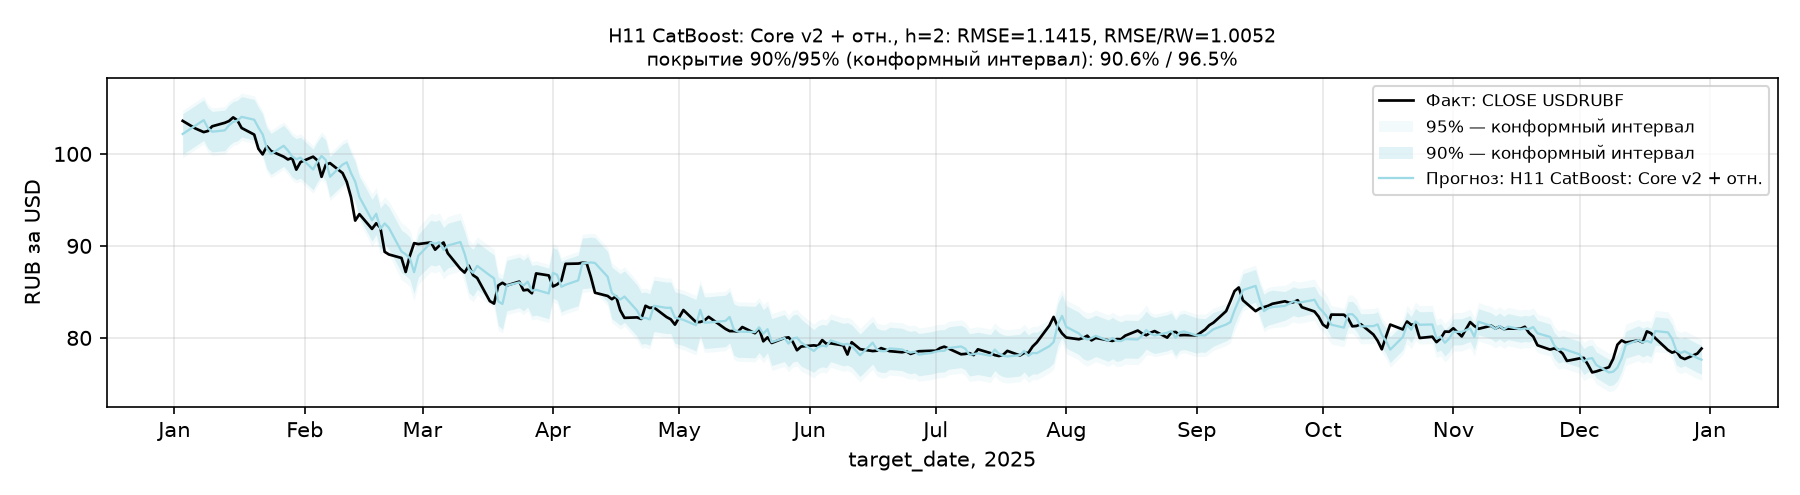 H11 CatBoost: Core v2 + отн., h=2: RMSE=1.1415, RMSE/RW=1.0052
покрытие 90%/95% (конформный интервал): 90.6% / 96.5%
Факт: CLOSE USDRUBF
95% — конформный интервал
90% — конформный интервал
Прогноз: H11 CatBoost: Core v2 + отн.
RUB за USD
100
90
80
Jan Feb Mar Apr May Jun Jul Aug Sep Oct Nov Dec Jan
target_date, 2025